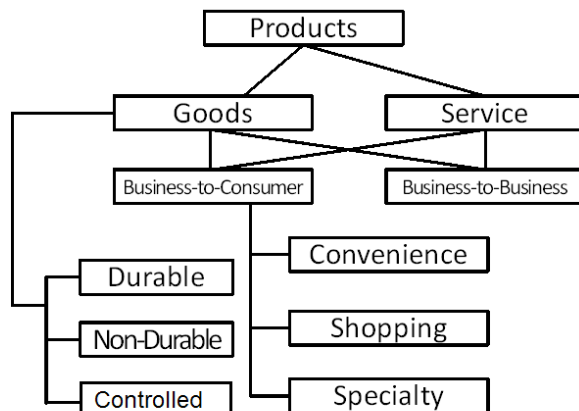 Products
Goods
Service
Business-to-Consumer
Business-to-Business
Convenience
Durable
Shopping
Non-Durable
Specialty
Controlled